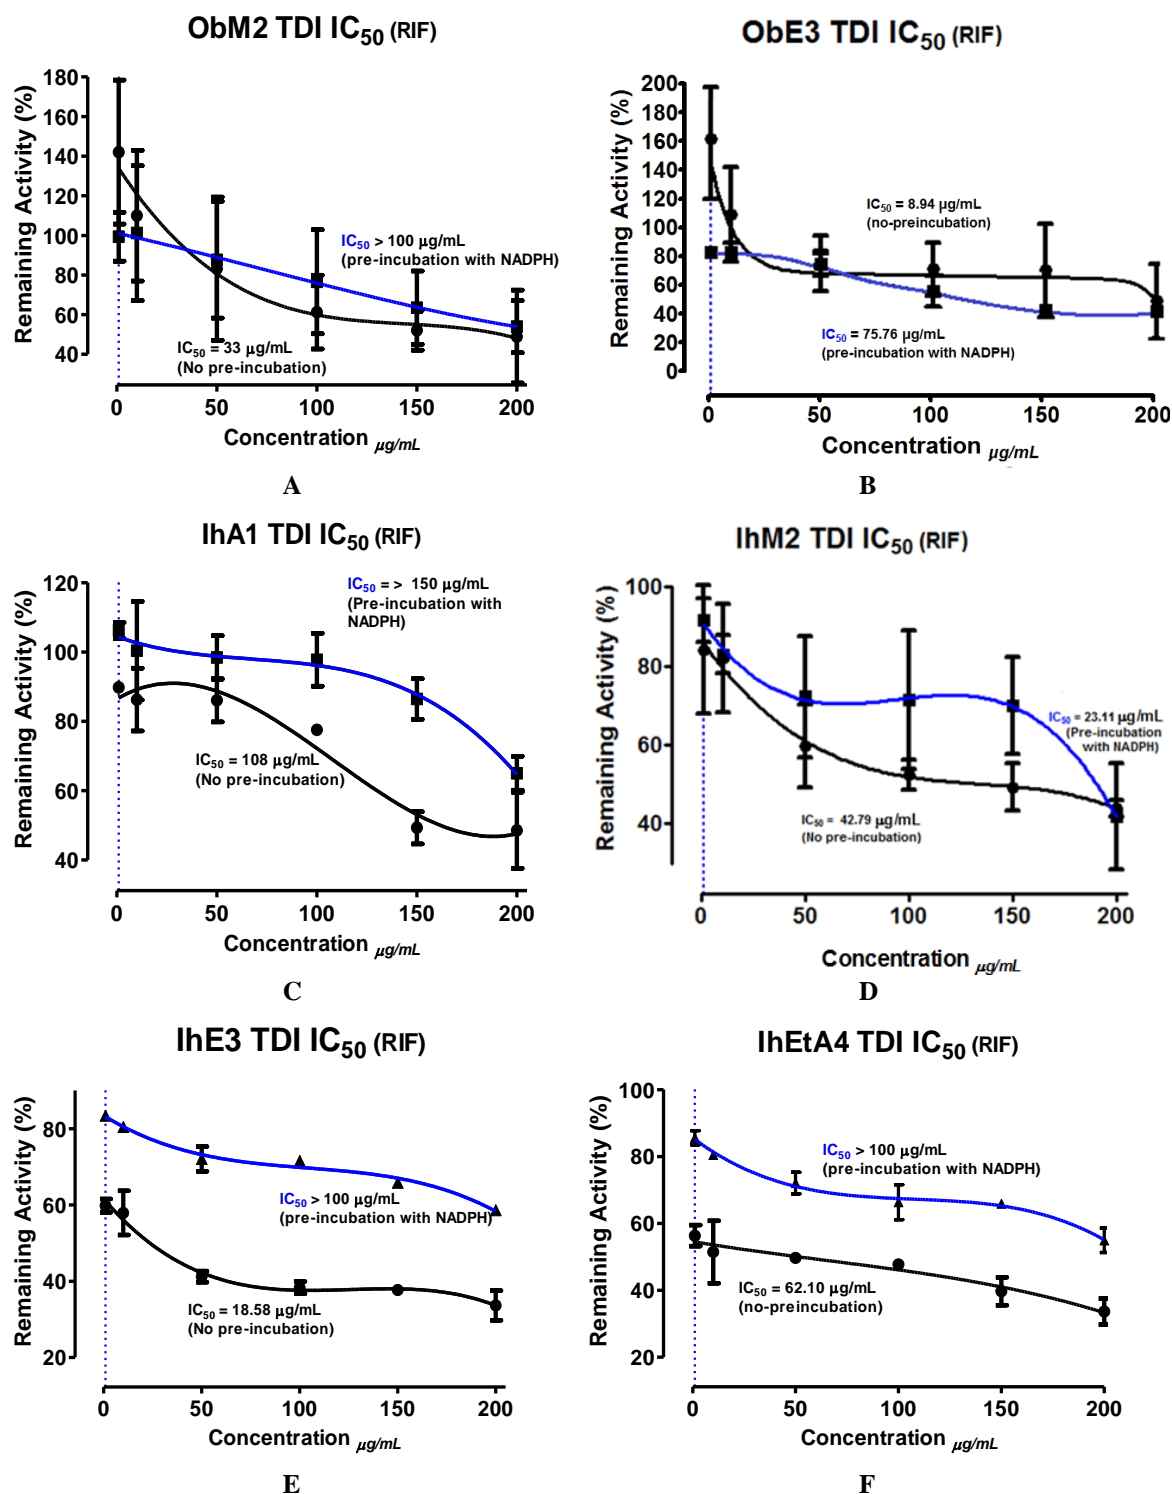 ObM2 TDI IC50 (RIF)
Remaining Activity (%)
180
160
140
120
100
80
60
40
IC50 > 100 µg/mL
(pre-incubation with NADPH)
IC50 = 33 µg/mL
(No pre-incubation)
0 50 100 150 200
Concentration µg/mL
A
ObE3 TDI IC50 (RIF)
Remaining Activity (%)
200
180
160
140
120
100
80
60
40
20
0
IC50 = 8.94 µg/mL
(no-preincubation)
IC50 = 75.76 µg/mL
(pre-incubation with NADPH)
0 50 100 150 200
Concentration µg/mL
B
IhA1 TDI IC50 (RIF)
Remaining Activity (%)
120
100
80
60
40
IC50 = > 150 µg/mL
(Pre-incubation with
NADPH)
IC50 = 108 µg/mL
(No pre-incubation)
0 50 100 150 200
Concentration µg/mL
C
IhM2 TDI IC50 (RIF)
Remaining Activity (%)
100
80
60
40
IC50 = 23.11 µg/mL
(Pre-incubation
with NADPH)
IC50 = 42.79 µg/mL
(No pre-incubation)
0 50 100 150 200
Concentration µg/mL
D
IhE3 TDI IC50 (RIF)
Remaining Activity (%)
80
60
40
20
IC50 > 100 µg/mL
(pre-incubation with NADPH)
IC50 = 18.58 µg/mL
(No pre-incubation)
0 50 100 150 200
Concentration µg/mL
E
IhEtA4 TDI IC50 (RIF)
Remaining Activity (%)
100
80
60
40
20
IC50 > 100 µg/mL
(pre-incubation with NADPH)
IC50 = 62.10 µg/mL
(no-preincubation)
0 50 100 150 200
Concentration µg/mL
F